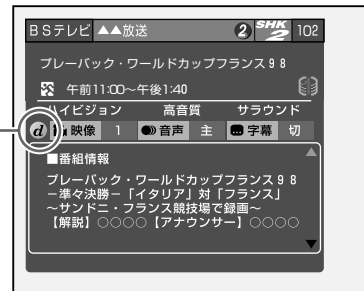 BSテレビ ▲▲放送 2 SHK 2 102
プレーバック・ワールドカップフランス98
午前11:00~午後1:40
ハイビジョン 高音質 サラウンド
d 映像 1 音声 主 字幕 切
■番組情報
プレーバック・ワールドカップフランス98
−準々決勝−「イタリア」対「フランス」
~サンドニ・フランス競技場で録画~
【解説】○○○○【アナウンサー】○○○○